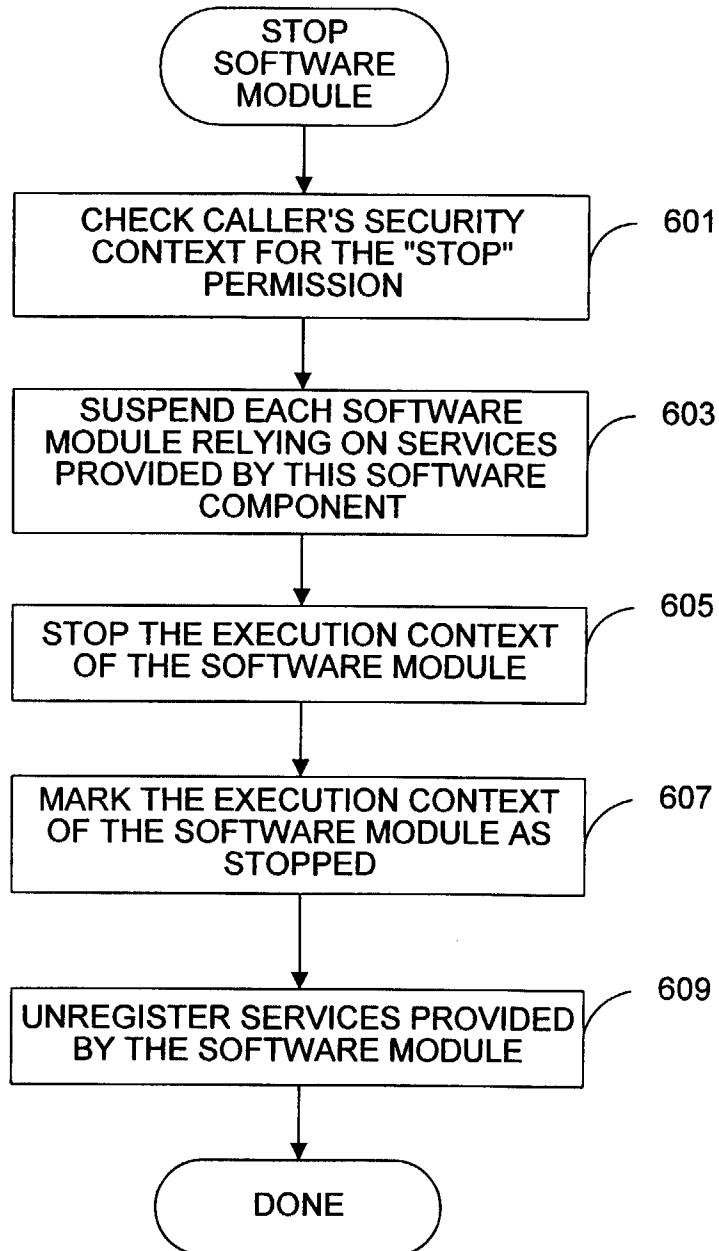 STOP
SOFTWARE
MODULE
CHECK CALLER'S SECURITY
CONTEXT FOR THE "STOP"
PERMISSION
601
SUSPEND EACH SOFTWARE
MODULE RELYING ON SERVICES
PROVIDED BY THIS SOFTWARE
COMPONENT
603
STOP THE EXECUTION CONTEXT
OF THE SOFTWARE MODULE
605
MARK THE EXECUTION CONTEXT
OF THE SOFTWARE MODULE AS
STOPPED
607
UNREGISTER SERVICES PROVIDED
BY THE SOFTWARE MODULE
609
DONE